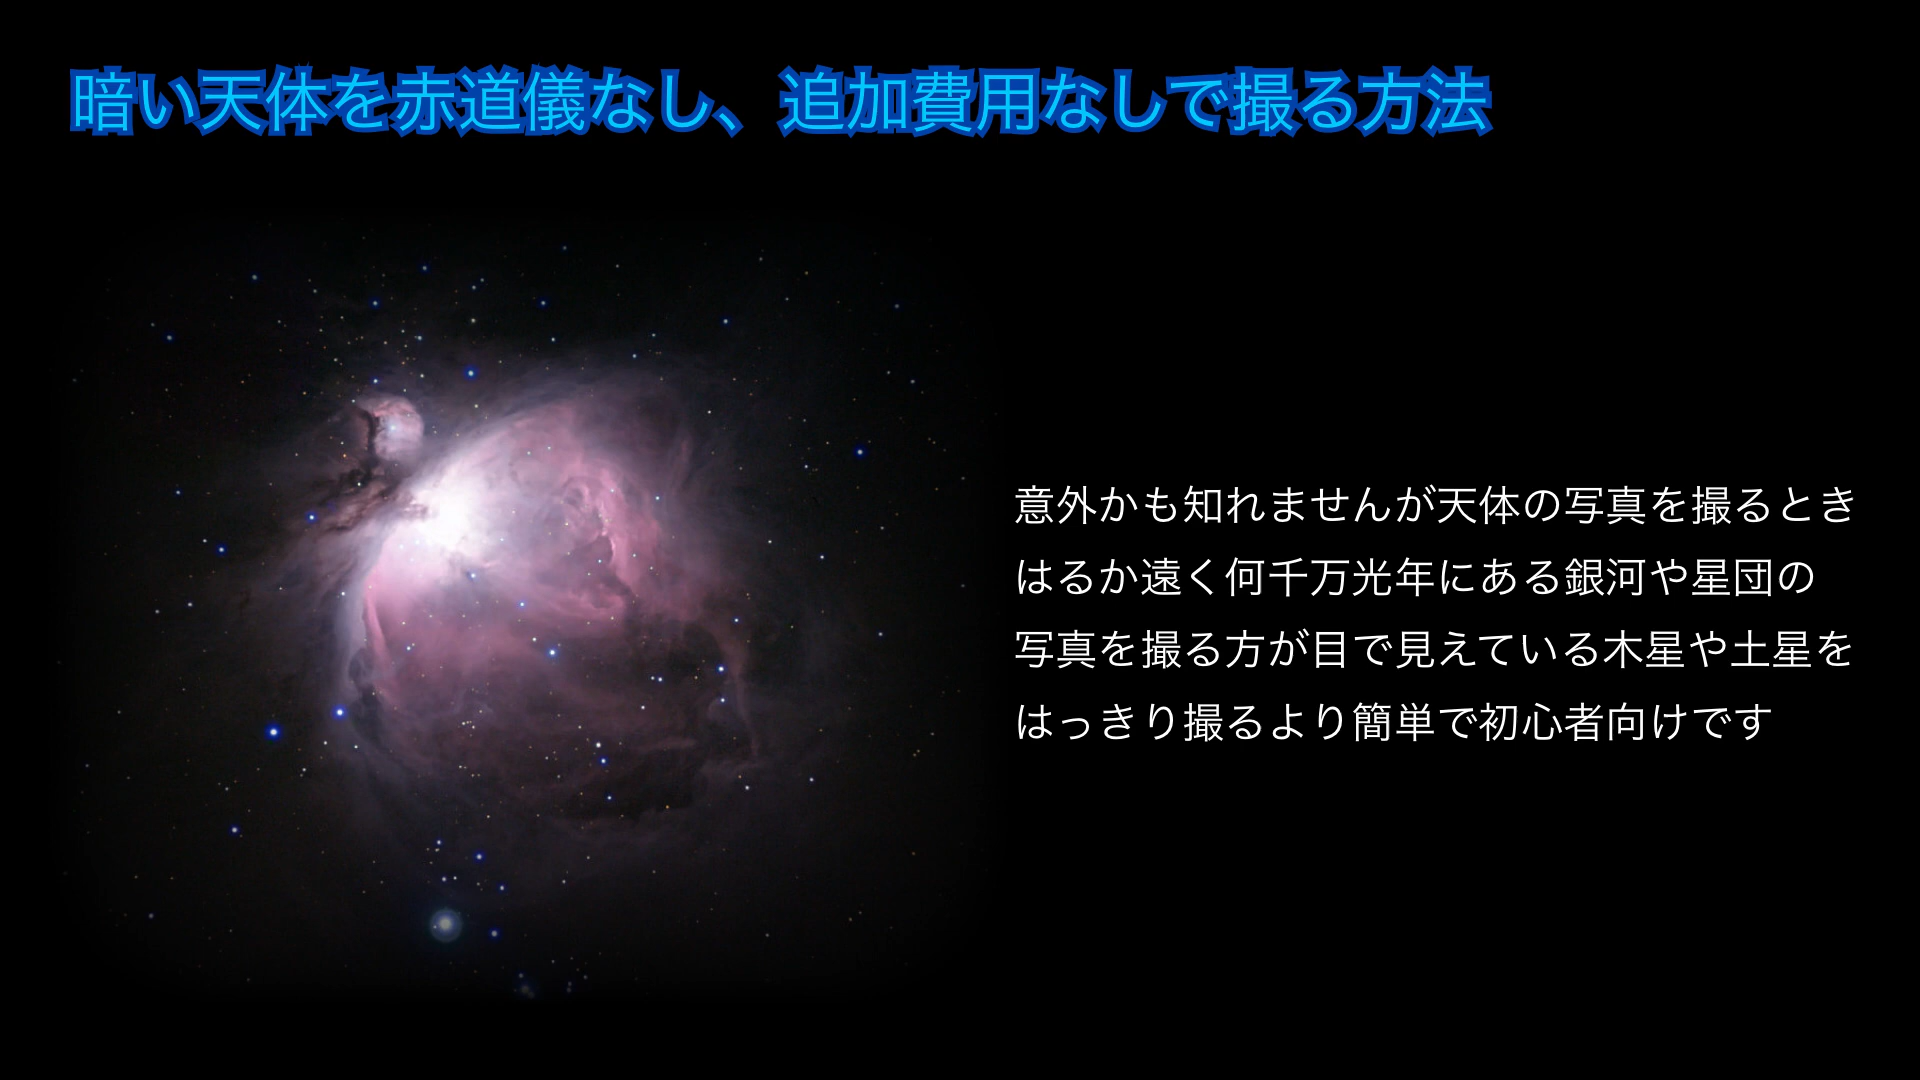 暗い天体を赤道儀なし、追加費用なしで撮る方法
意外かも知れませんが天体の写真を撮るとき
はるか遠く何千万光年にある銀河や星団の
写真を撮る方が目で見えている木星や土星を
はっきり撮るより簡単で初心者向けです